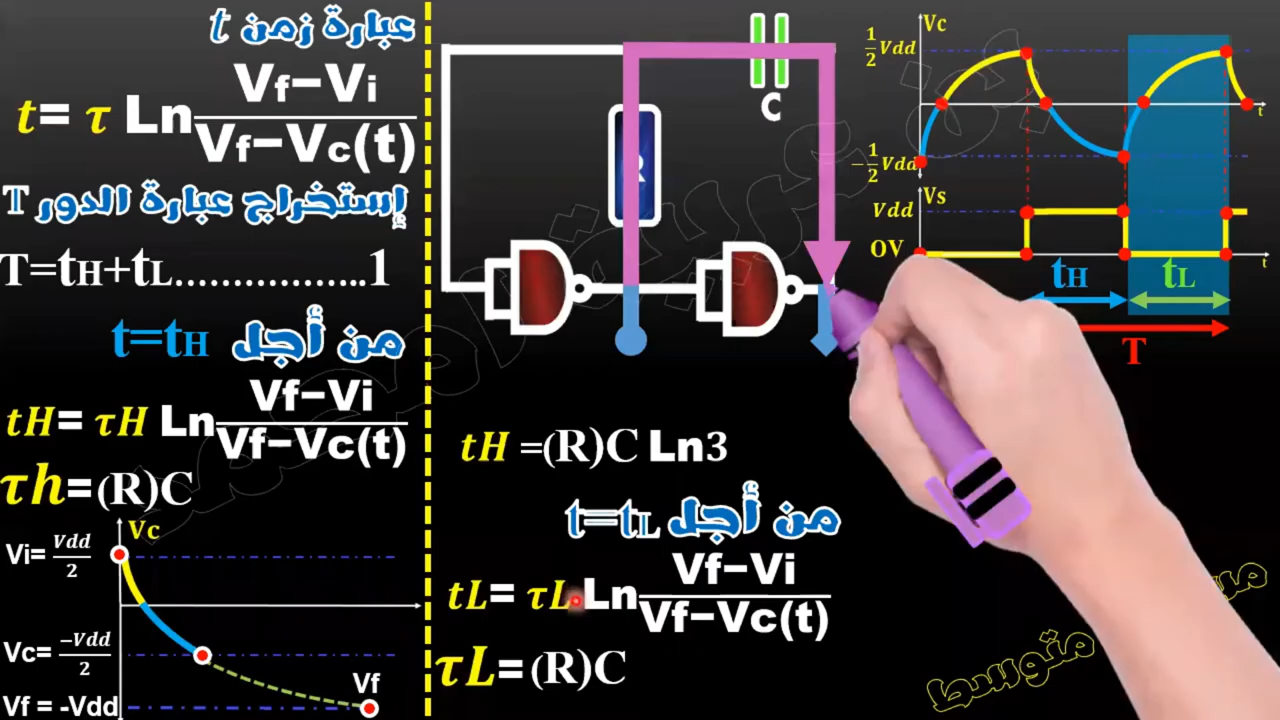 عبارة زمن t
t= τ Ln (Vf−Vi)/(Vf−Vc(t))
إستخراج عبارة الدور T
T=tH+tL.................1
من أجل t=tH
tH= τH Ln (Vf−Vi)/(Vf−Vc(t))
τh=(R)C
Vc
Vi= Vdd/2
Vc= −Vdd/2
Vf = -Vdd
Vf
C
R
tH =(R)C Ln3
من أجل t=tL
tL= τL Ln (Vf−Vi)/(Vf−Vc(t))
τL=(R)C
Vc
1/2 Vdd
t
−1/2 Vdd
Vs
Vdd
0V
t
tH
tL
T
متوسط